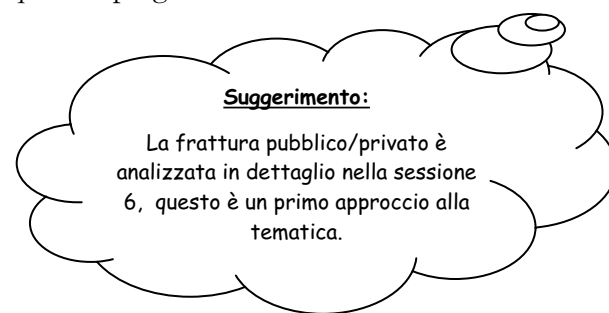 Suggerimento:
La frattura pubblico/privato è
analizzata in dettaglio nella sessione
6, questo è un primo approccio alla
tematica.